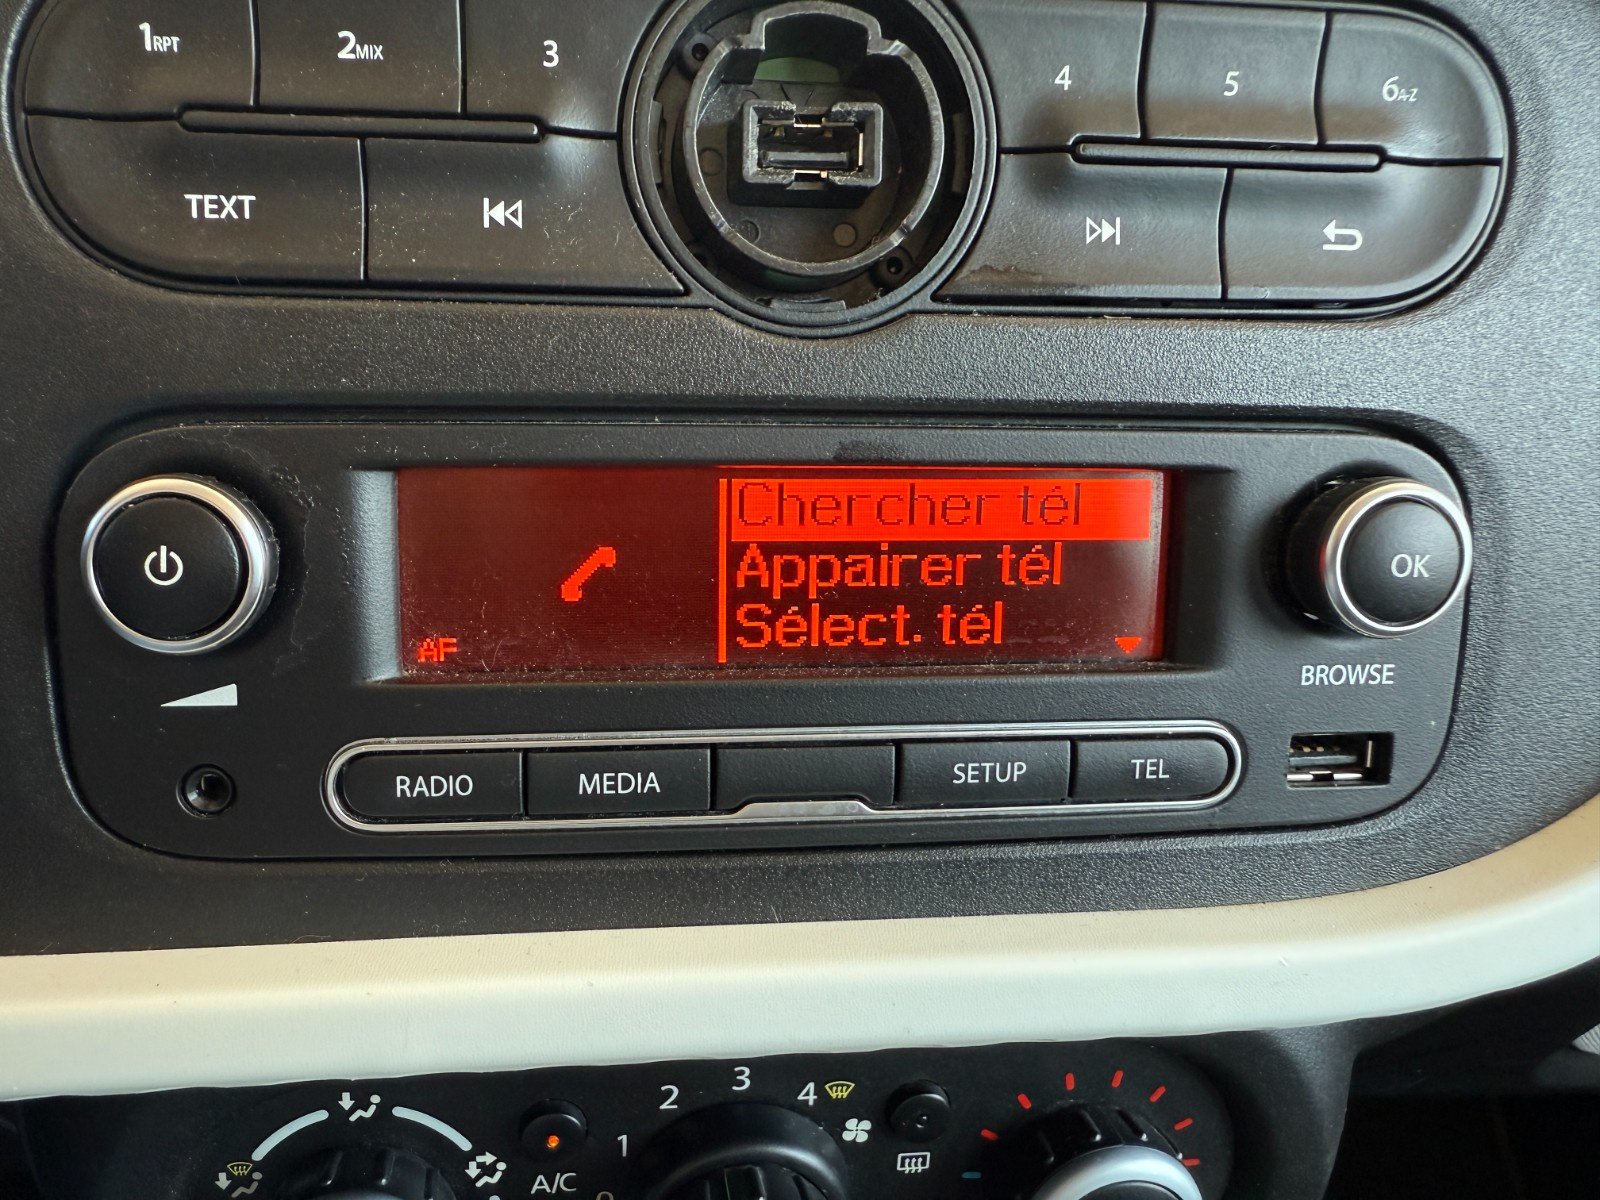 1RPT
2MIX
3
4
5
6A-Z
TEXT
Chercher tél
Appairer tél
Sélect. tél
AF
OK
BROWSE
RADIO
MEDIA
SETUP
TEL
1
2
3
4
A/C
0